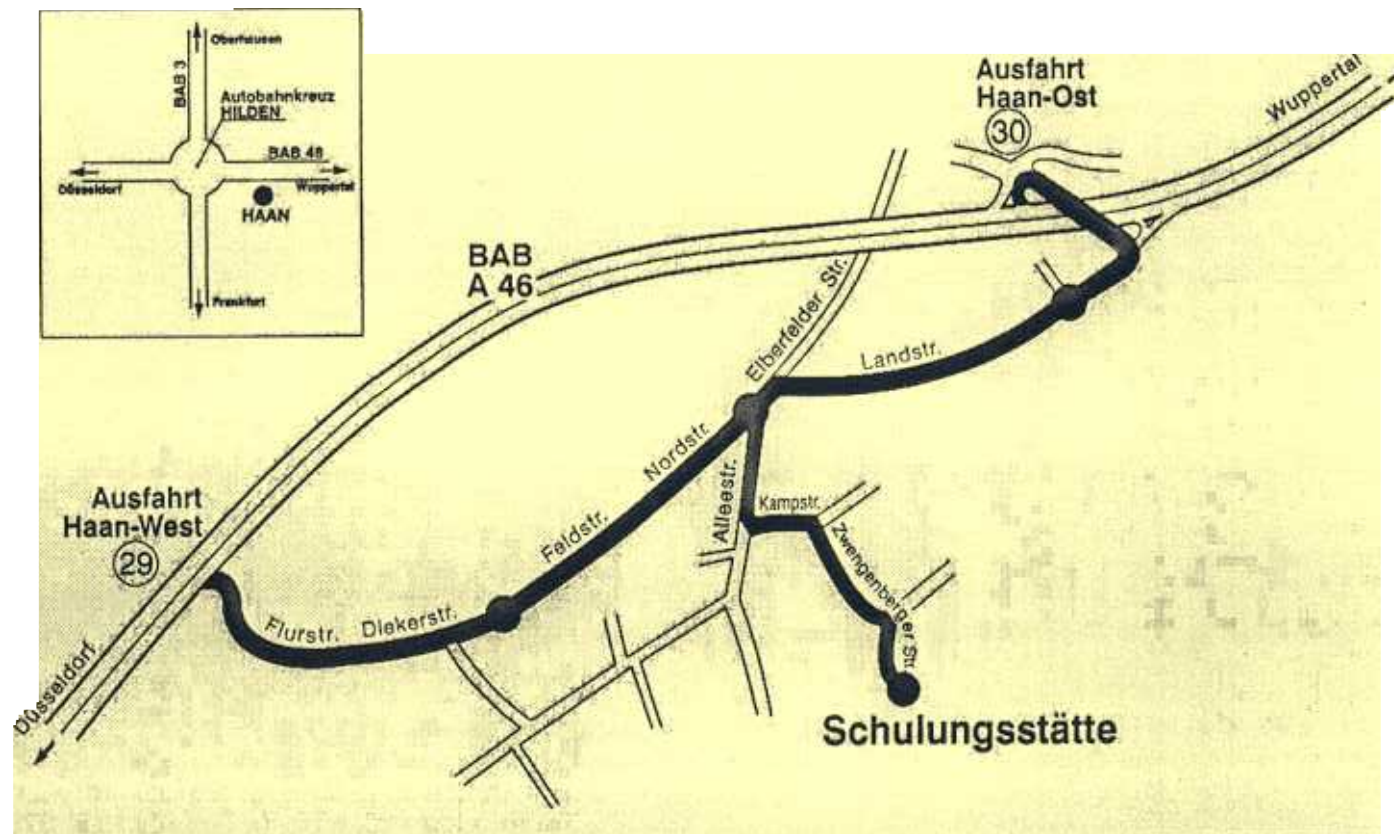 Oberhausen
BAB 3
Autobahnkreuz
HILDEN
BAB 46
Düsseldorf
Wuppertal
HAAN
Frankfort
Ausfahrt
Haan-Ost
30
Wuppertal
BAB
A 46
Elberfelder Str.
Landstr.
Nordstr.
Feldstr.
Alleestr.
Kampstr.
Zwengenberger Str.
Ausfahrt
Haan-West
29
Flurstr.
Diekerstr.
Düsseldorf
Schulungsstätte